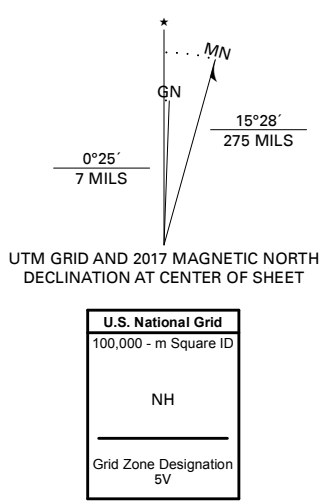 ★
MN
GN
15°28´
275 MILS
0°25´
7 MILS
UTM GRID AND 2017 MAGNETIC NORTH
DECLINATION AT CENTER OF SHEET
U.S. National Grid
100,000 - m Square ID
NH
Grid Zone Designation
5V